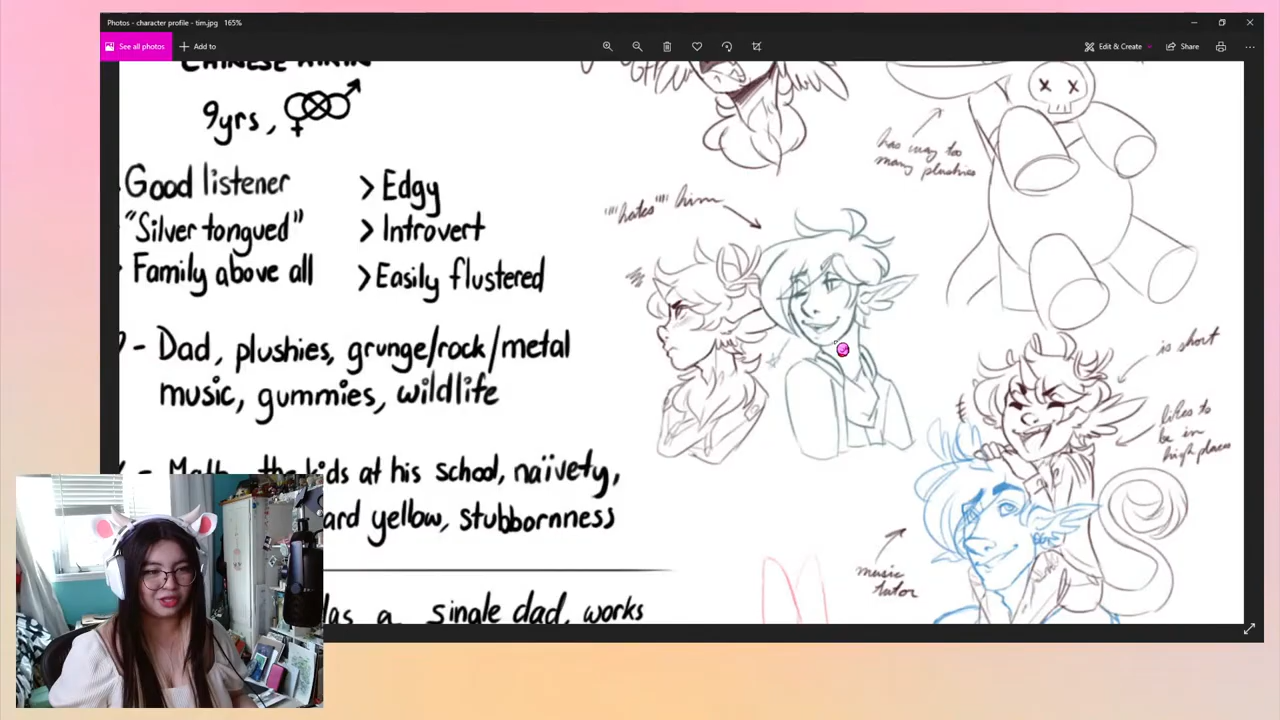 Photos - character profile - tim.jpg 165%
See all photos
Add to
Edit & Create
Share
CHINESE
9yrs,
Good listener
"Silver tongued"
Family above all
> Edgy
> Introvert
> Easily flustered
- Dad, plushies, grunge/rock/metal
music, gummies, wildlife
- Math, the kids at his school, naïvety,
ard yellow, stubbornness
as a single dad, works
has way too
many plushies
""hates"" him
is short
likes to
be in
high places
music
tutor